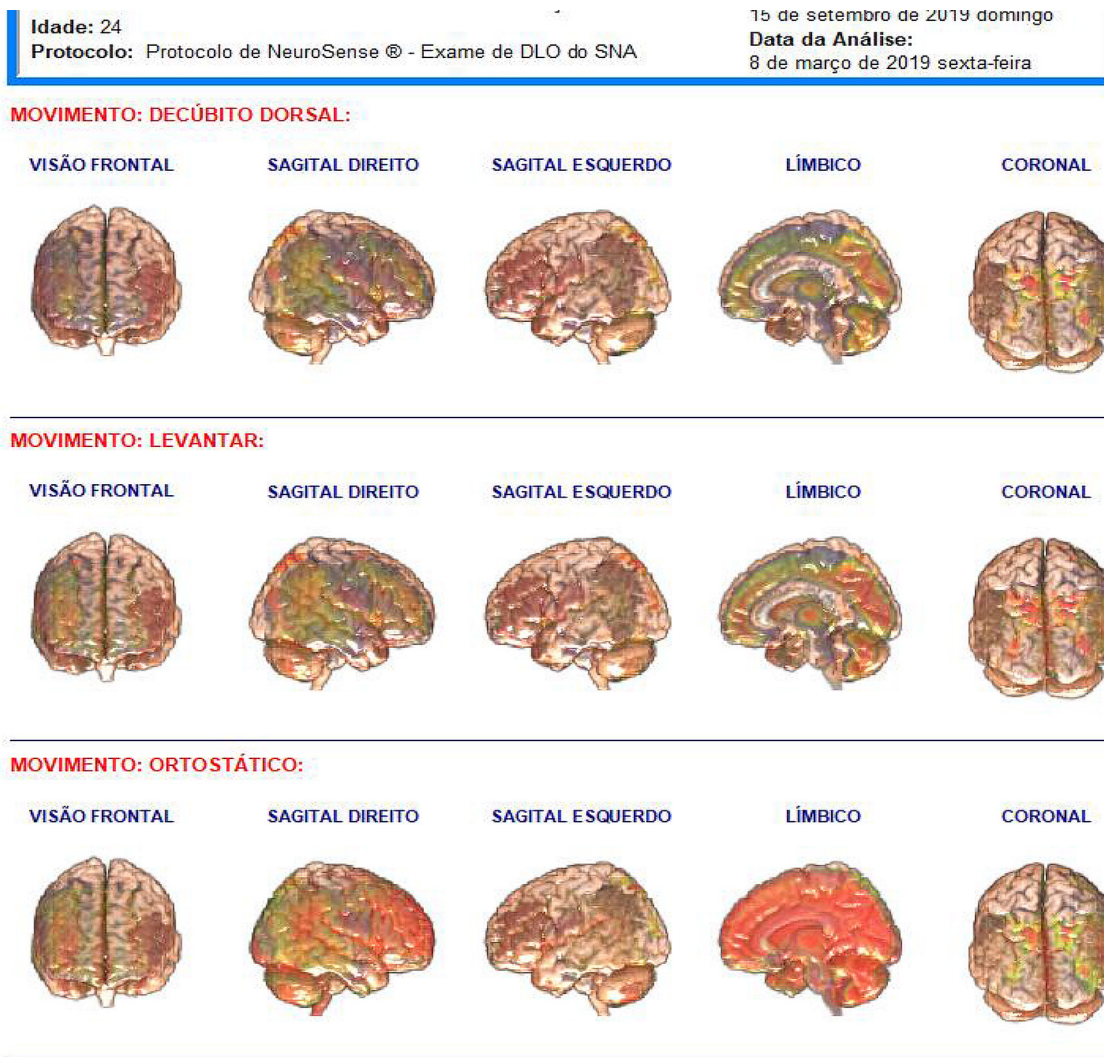 Idade: 24
15 de setembro de 2019 domingo
Protocolo: Protocolo de NeuroSense ® - Exame de DLO do SNA
Data da Análise:
8 de março de 2019 sexta-feira
MOVIMENTO: DECÚBITO DORSAL:
VISÃO FRONTAL SAGITAL DIREITO SAGITAL ESQUERDO LÍMBICO CORONAL
MOVIMENTO: LEVANTAR:
VISÃO FRONTAL SAGITAL DIREITO SAGITAL ESQUERDO LÍMBICO CORONAL
MOVIMENTO: ORTOSTÁTICO:
VISÃO FRONTAL SAGITAL DIREITO SAGITAL ESQUERDO LÍMBICO CORONAL